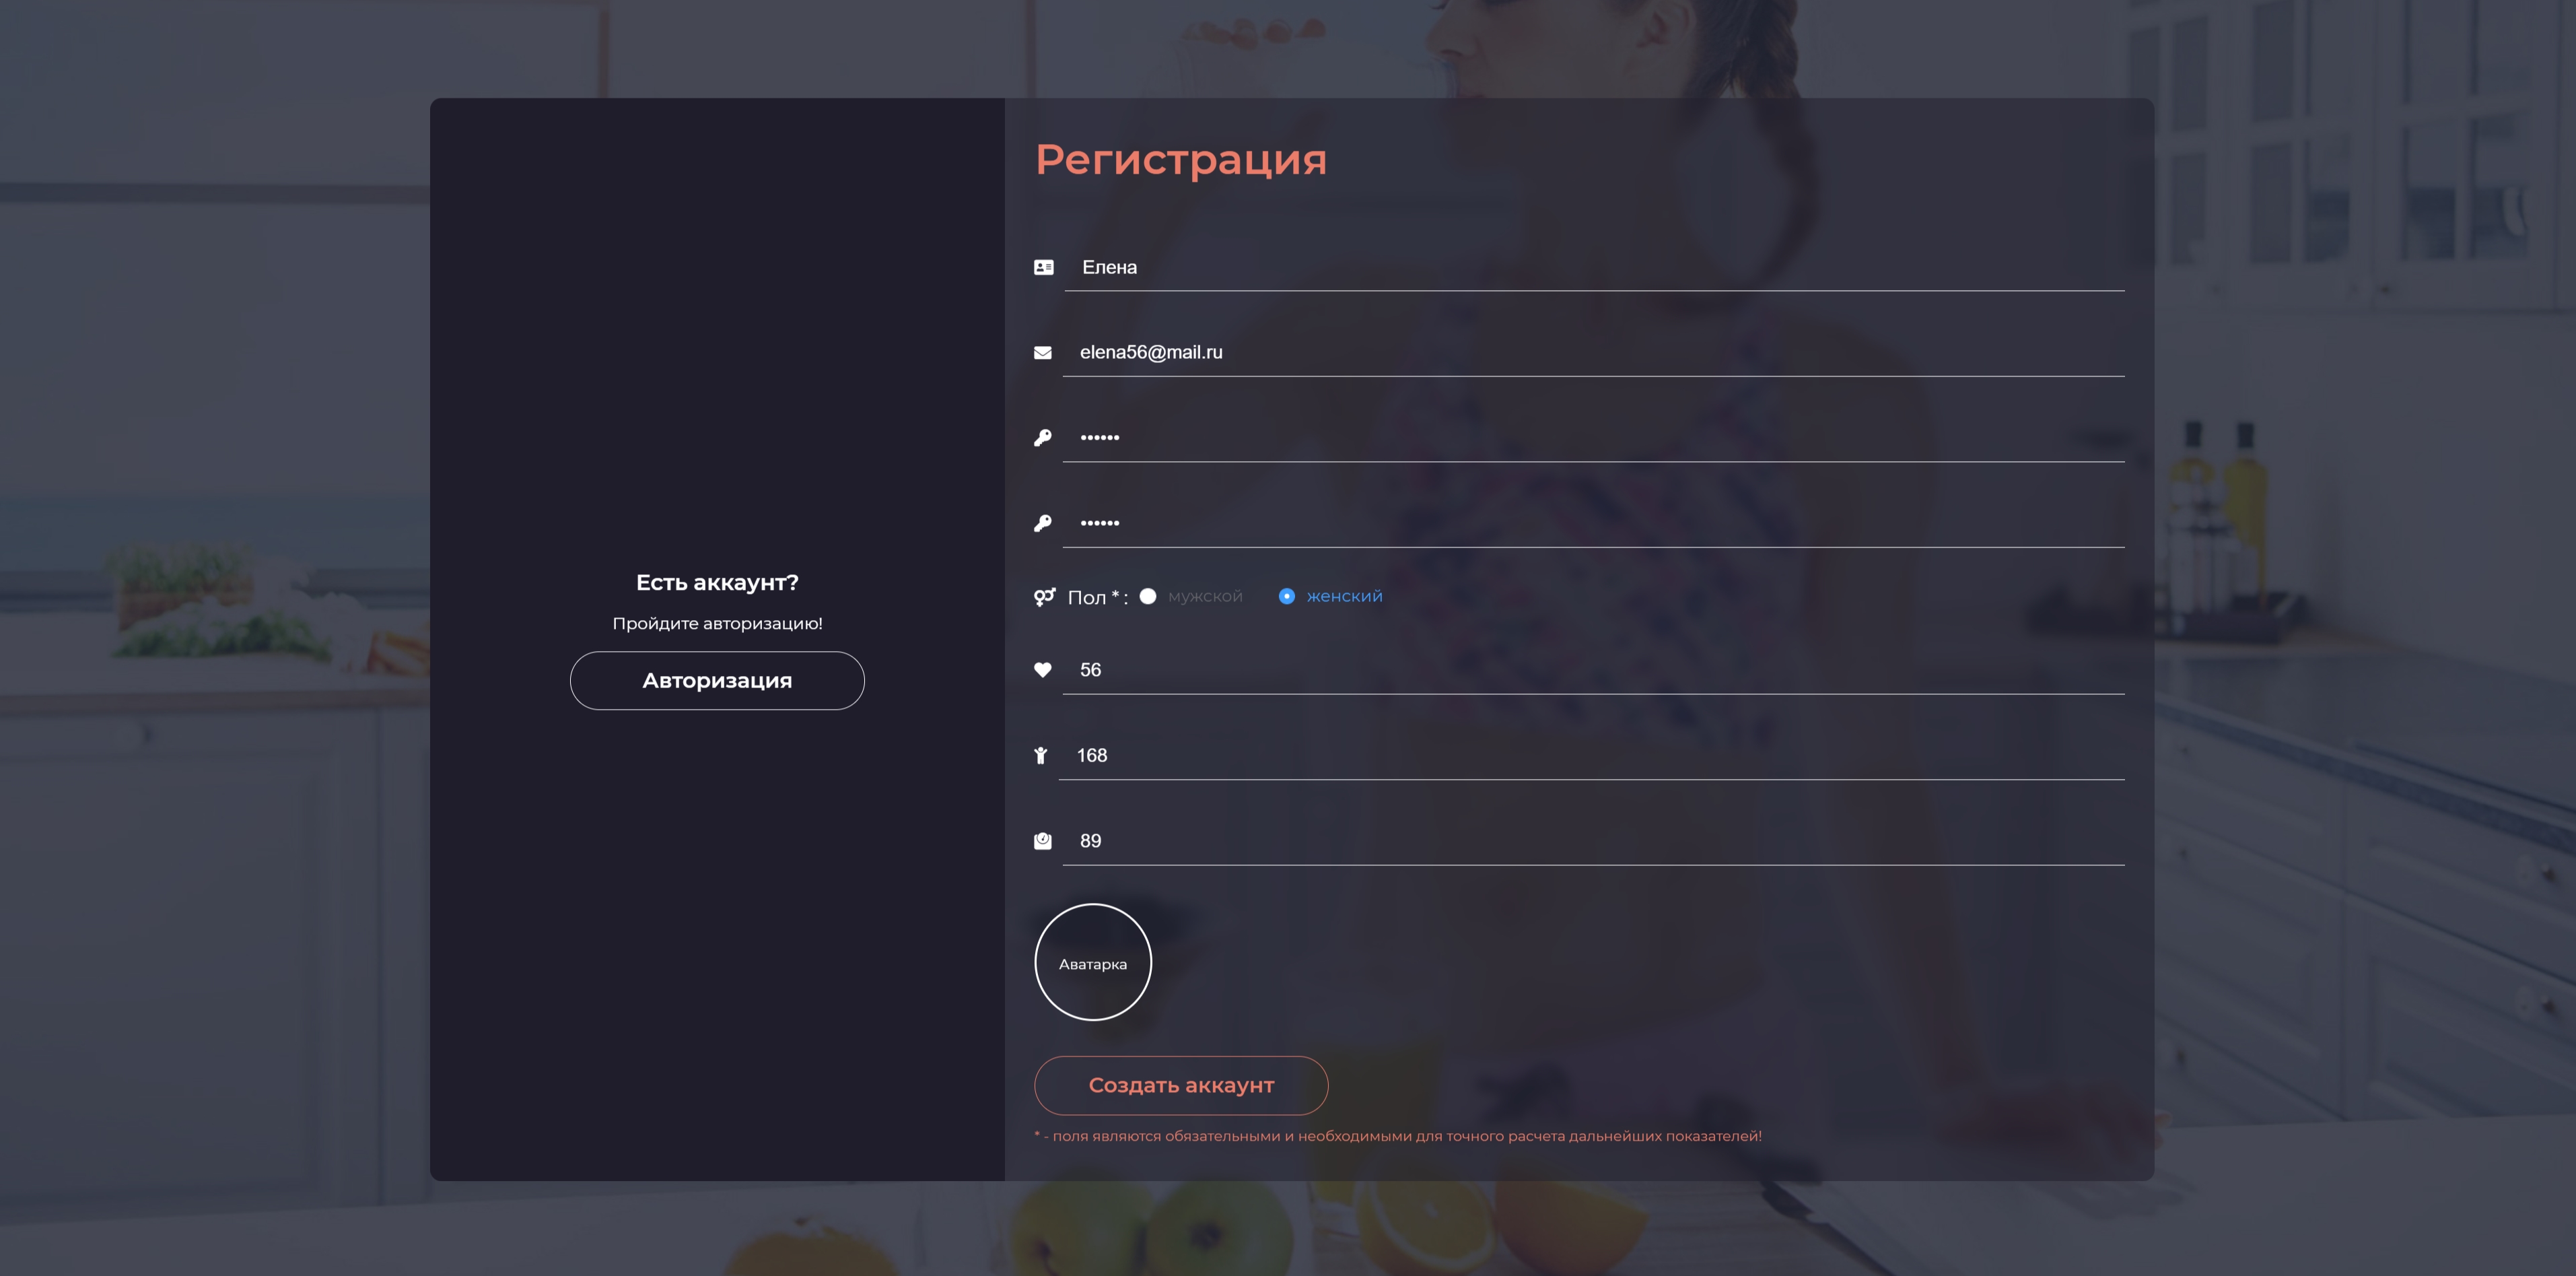 Регистрация
Елена
elena56@mail.ru
••••••
••••••
Пол * : мужской женский
56
168
89
Аватарка
Создать аккаунт
* - поля являются обязательными и необходимыми для точного расчета дальнейших показателей!
Есть аккаунт?
Пройдите авторизацию!
Авторизация